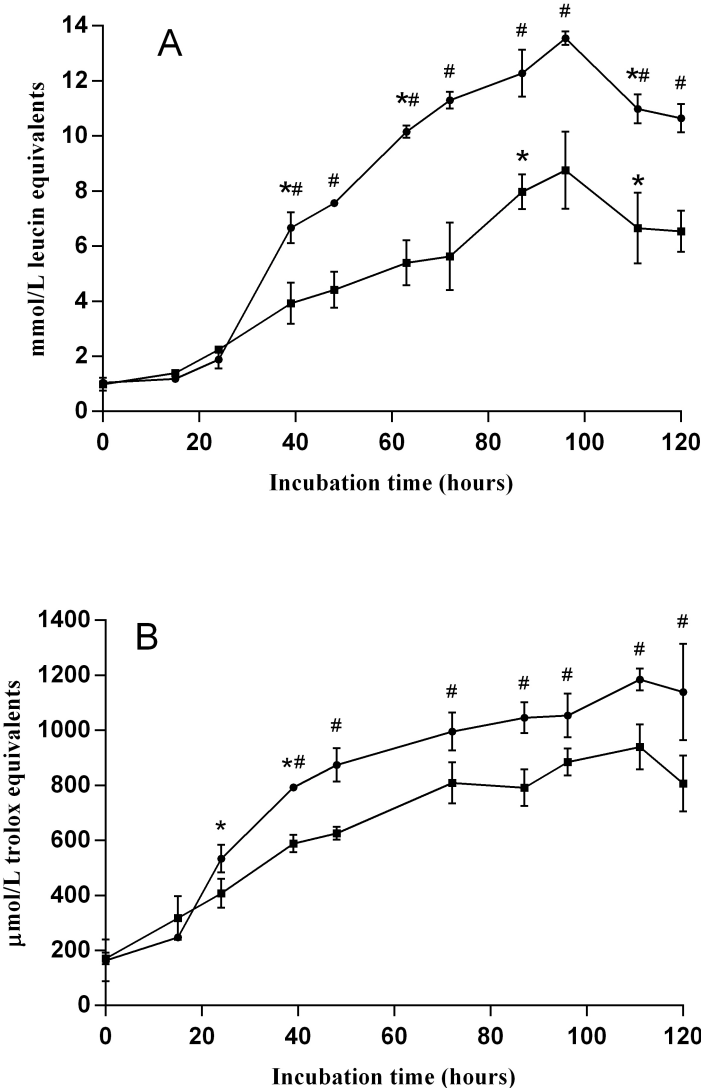 A
14
12
10
8
6
4
2
0
mmol/L leucin equivalents
*# # *# # # # *# #
* *
0 20 40 60 80 100 120
Incubation time (hours)
B
1400
1200
1000
800
600
400
200
0
μmol/L trolox equivalents
* *# # # # # # #
0 20 40 60 80 100 120
Incubation time (hours)